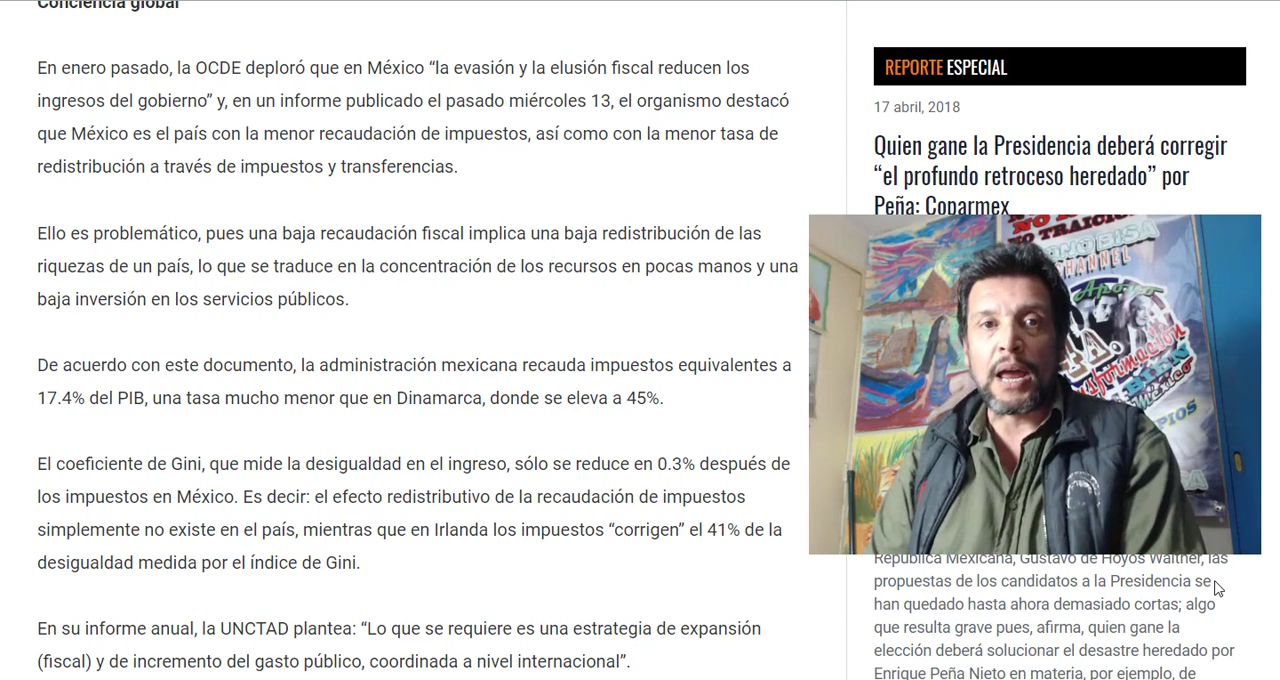 Conciencia global
En enero pasado, la OCDE deploró que en México “la evasión y la elusión fiscal reducen los
ingresos del gobierno” y, en un informe publicado el pasado miércoles 13, el organismo destacó
que México es el país con la menor recaudación de impuestos, así como con la menor tasa de
redistribución a través de impuestos y transferencias.
Ello es problemático, pues una baja recaudación fiscal implica una baja redistribución de las
riquezas de un país, lo que se traduce en la concentración de los recursos en pocas manos y una
baja inversión en los servicios públicos.
De acuerdo con este documento, la administración mexicana recauda impuestos equivalentes a
17.4% del PIB, una tasa mucho menor que en Dinamarca, donde se eleva a 45%.
El coeficiente de Gini, que mide la desigualdad en el ingreso, sólo se reduce en 0.3% después de
los impuestos en México. Es decir: el efecto redistributivo de la recaudación de impuestos
simplemente no existe en el país, mientras que en Irlanda los impuestos “corrigen” el 41% de la
desigualdad medida por el índice de Gini.
En su informe anual, la UNCTAD plantea: “Lo que se requiere es una estrategia de expansión
(fiscal) y de incremento del gasto público, coordinada a nivel internacional”.
REPORTE ESPECIAL
17 abril, 2018
Quien gane la Presidencia deberá corregir
“el profundo retroceso heredado” por
Peña: Coparmex
NO TRAICIO
CHANNEL
Apoyo
México
República Mexicana, Gustavo de Hoyos Walther, las
propuestas de los candidatos a la Presidencia se
han quedado hasta ahora demasiado cortas; algo
que resulta grave pues, afirma, quien gane la
elección deberá solucionar el desastre heredado por
Enrique Peña Nieto en materia, por ejemplo, de